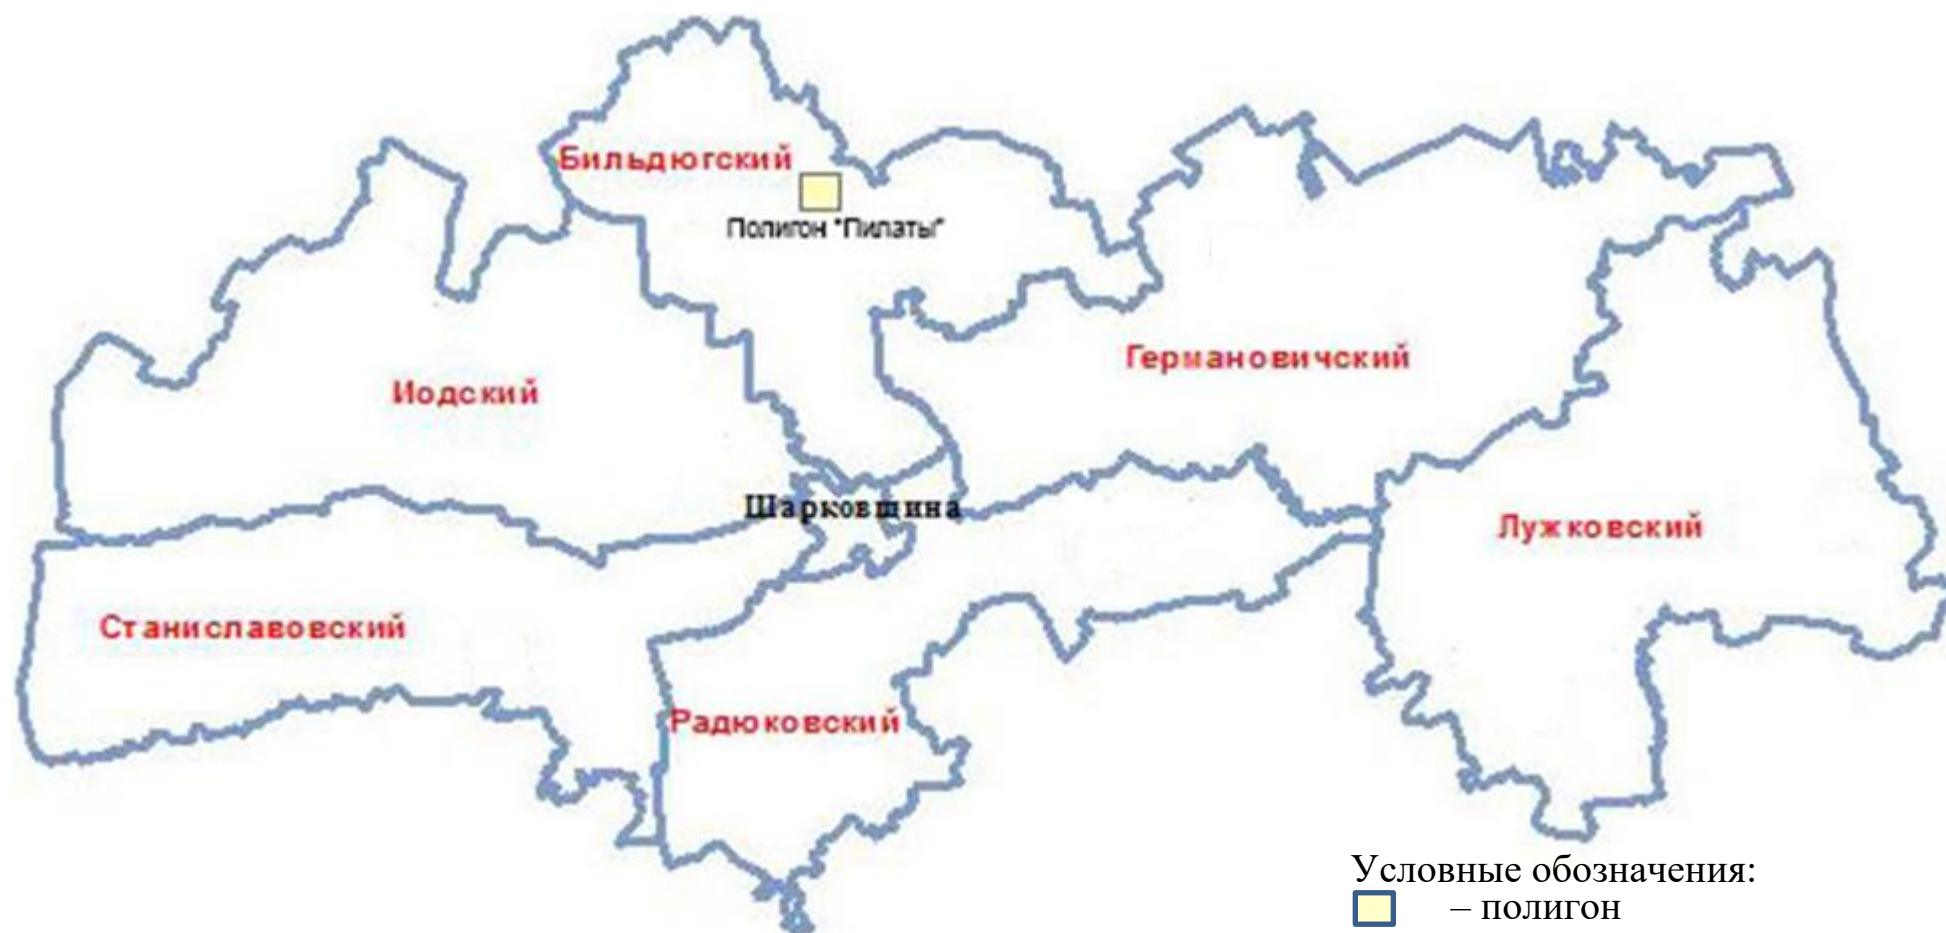 Бильдюгский
Полигон "Пилаты"
Германовичский
Иодский
Шарковщина
Лужковский
Станиславовский
Радюковский
Условные обозначения:
– полигон